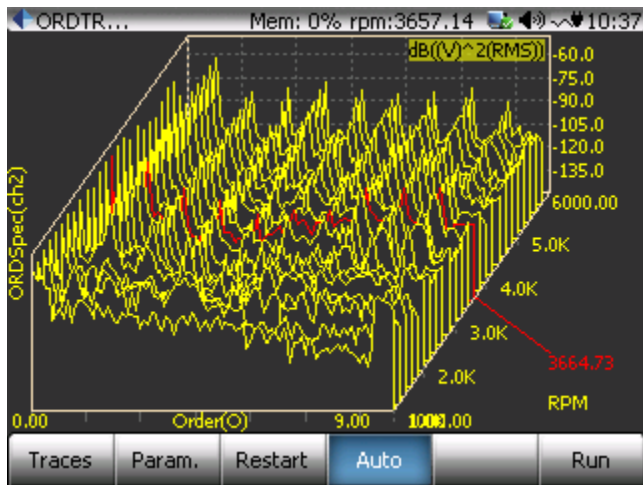 ORDTR... Mem: 0% rpm:3657.14 10:37
dB((V)^2(RMS))
-60.0
-75.0
-90.0
-105.0
-120.0
-135.0
6000.00
5.0K
4.0K
3.0K
3664.73
2.0K
RPM
ORDSpec(ch2)
0.00 Order(O) 9.00
Traces Param. Restart Auto Run